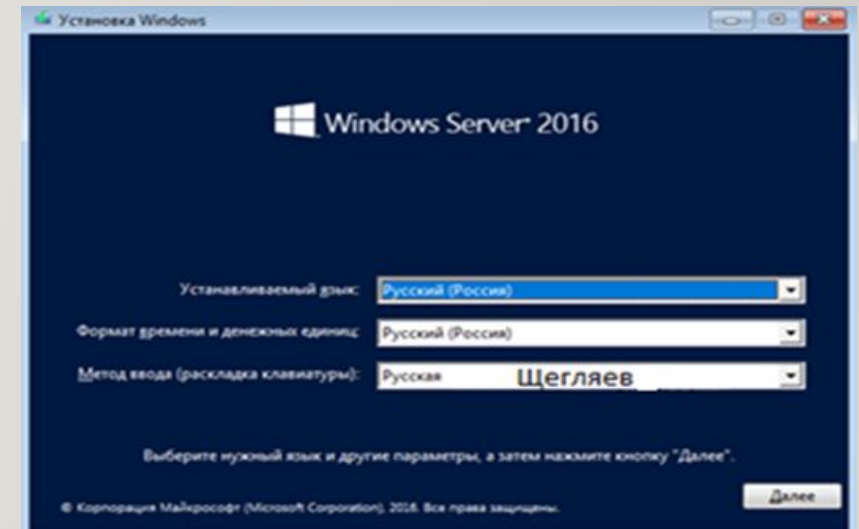 Установка Windows
Windows Server 2016
Устанавливаемый язык: Русский (Россия)
Формат времени и денежных единиц: Русский (Россия)
Метод ввода (раскладка клавиатуры): Русская Щегляев
Выберите нужный язык и другие параметры, а затем нажмите кнопку "Далее".
Далее
© Корпорация Майкрософт (Microsoft Corporation), 2016. Все права защищены.